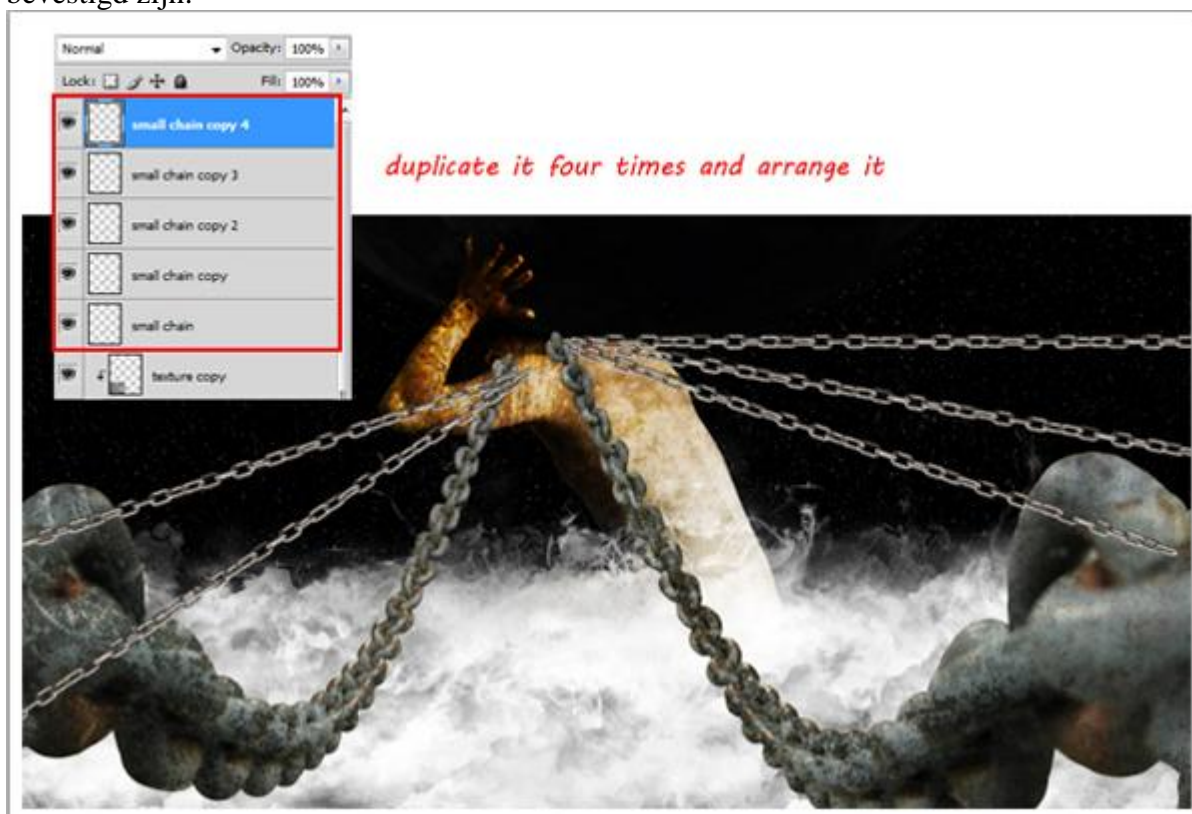 bevestigd zijn.
Normal Opacity: 100%
Lock: Fill: 100%
small chain copy 4
small chain copy 3
duplicate it four times and arrange it
small chain copy 2
small chain copy
small chain
texture copy